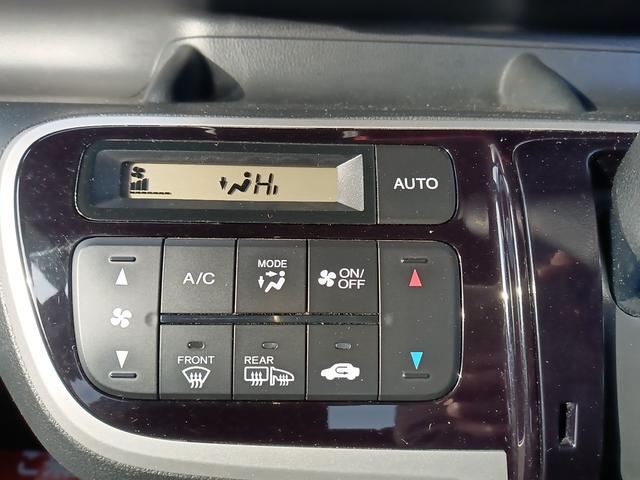 Hi
AUTO
A/C
MODE
ON/
OFF
FRONT
REAR